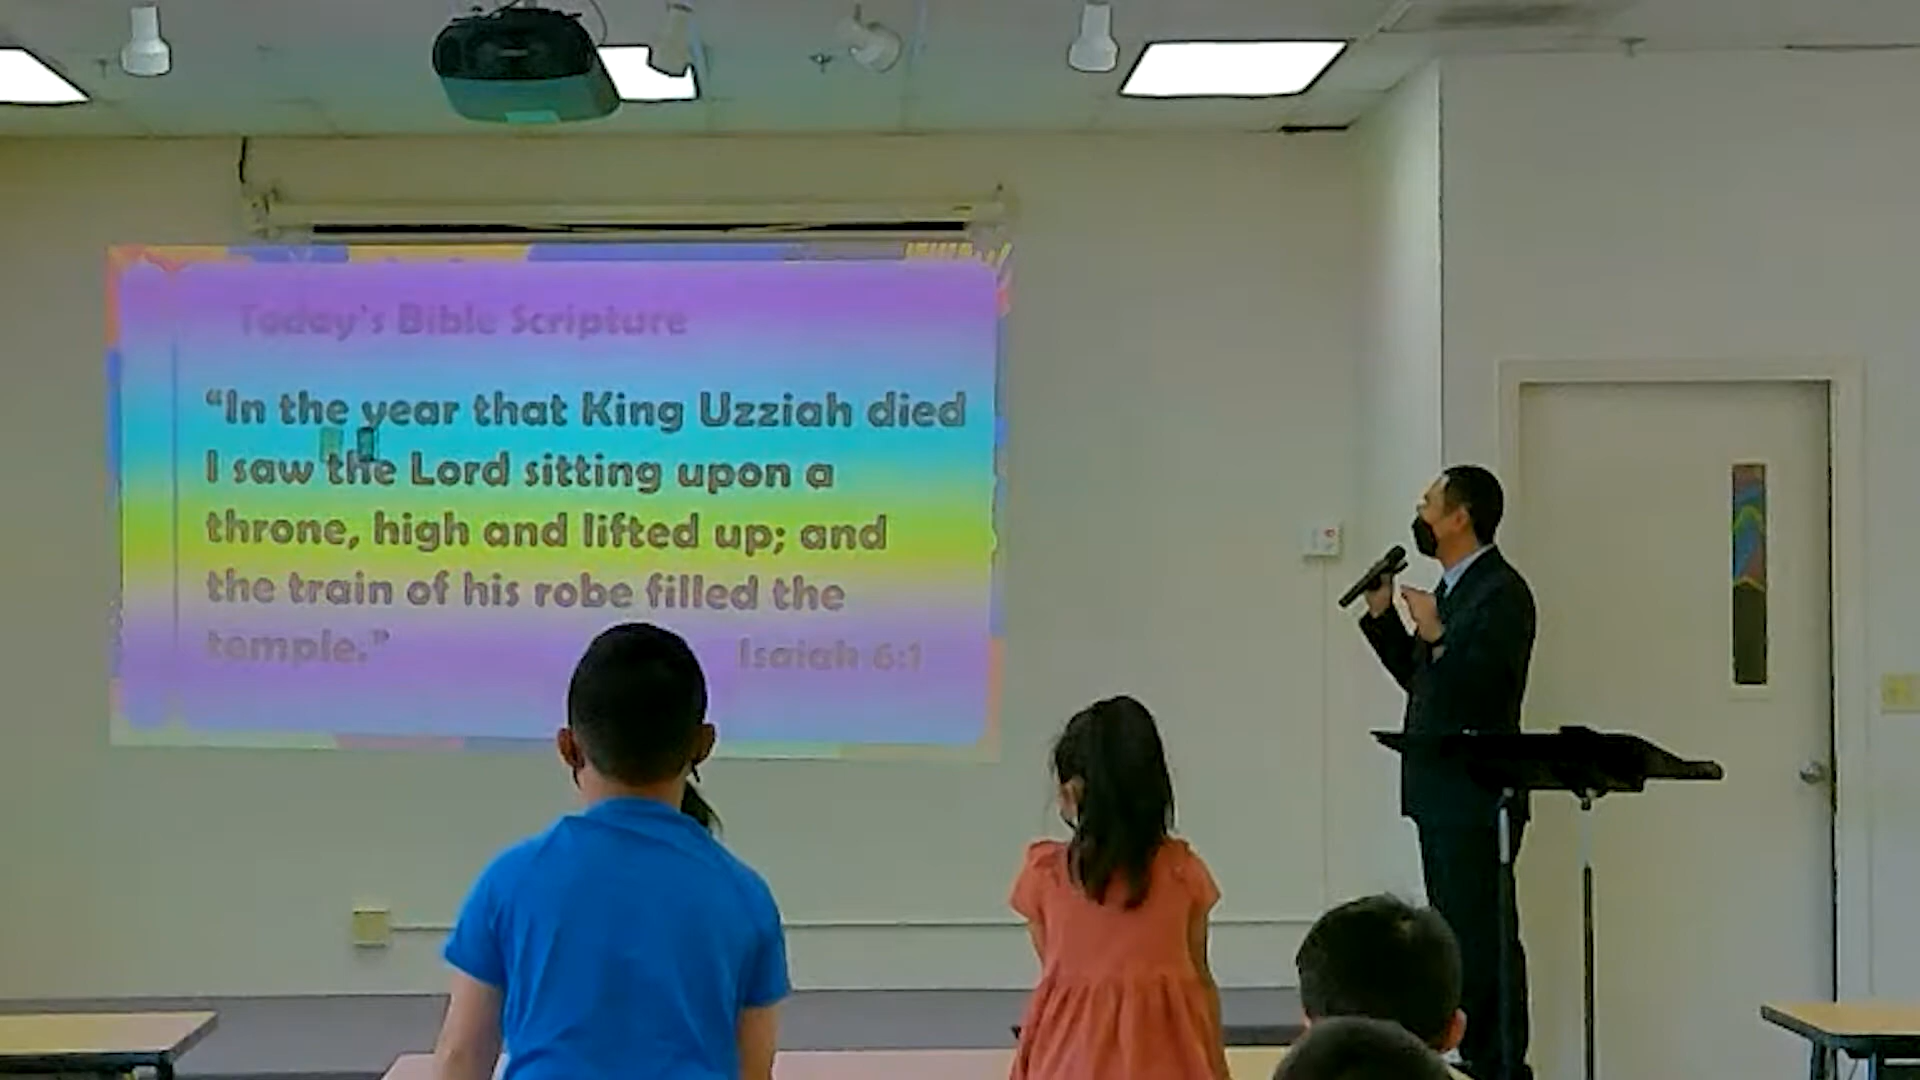 Today's Bible Scripture
“In the year that King Uzziah died
I saw the Lord sitting upon a
throne, high and lifted up; and
the train of his robe filled the
temple.” Isaiah 6:1